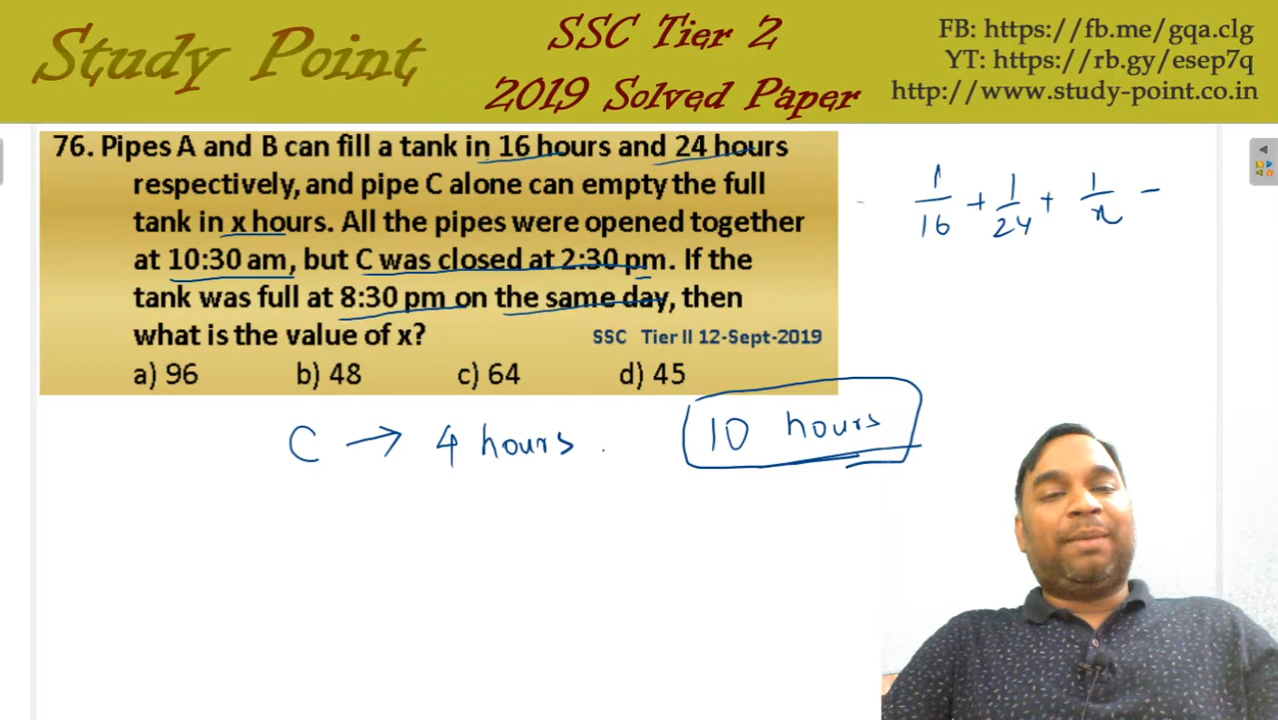 Study Point
SSC Tier 2
2019 Solved Paper
FB: https://fb.me/gqa.clg
YT: https://rb.gy/esep7q
http://www.study-point.co.in
76. Pipes A and B can fill a tank in 16 hours and 24 hours
respectively, and pipe C alone can empty the full
tank in x hours. All the pipes were opened together
at 10:30 am, but C was closed at 2:30 pm. If the
tank was full at 8:30 pm on the same day, then
what is the value of x?
SSC Tier II 12-Sept-2019
a) 96 b) 48 c) 64 d) 45
1/16 + 1/24 + 1/x –
C → 4 hours
10 hours